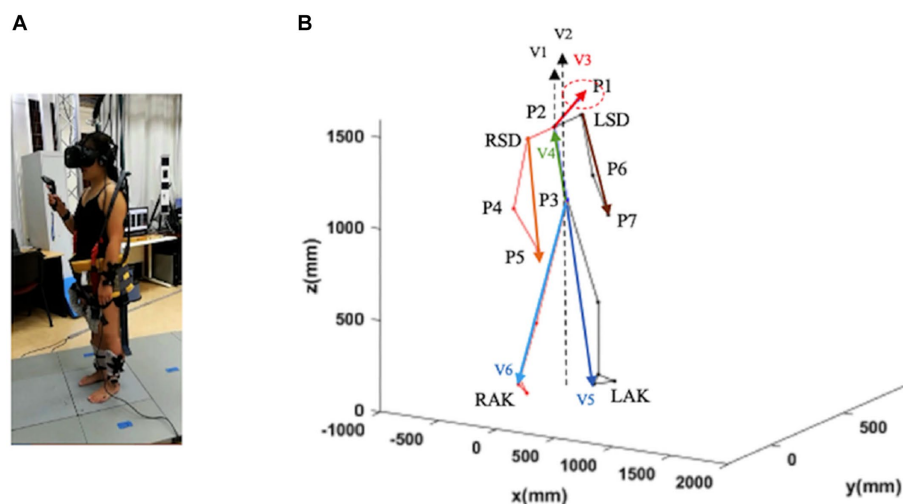 A
B
V2
V1
V3
P1
P2
LSD
RSD
V4
P6
P3
P4
P7
P5
V6
RAK
V5
LAK
1500
1000
500
0
z(mm)
-1000
-500
0
500
1000
1500
2000
x(mm)
0
500
y(mm)